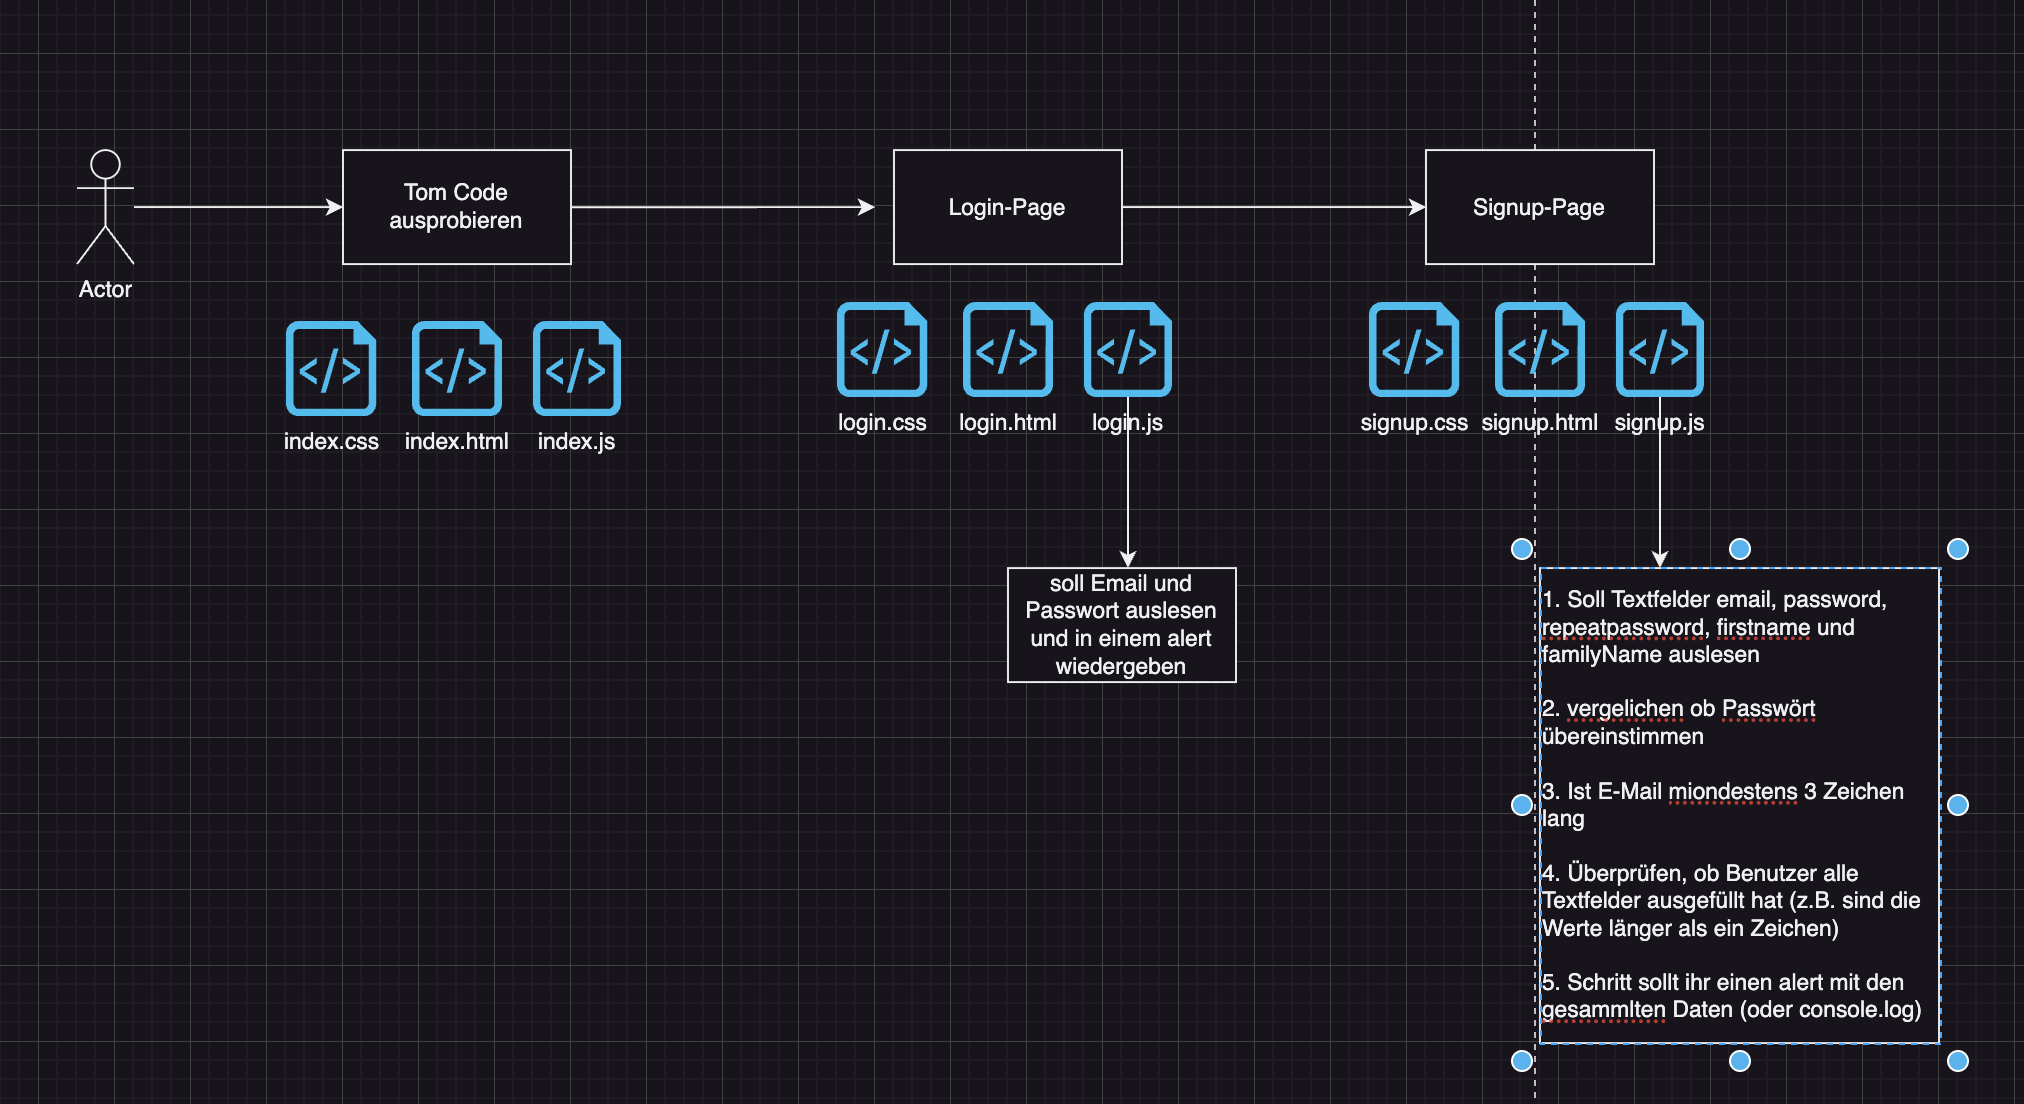 Actor
Tom Code
ausprobieren
Login-Page
Signup-Page
index.css
index.html
index.js
login.css
login.html
login.js
signup.css
signup.html
signup.js
soll Email und
Passwort auslesen
und in einem alert
wiedergeben
1. Soll Textfelder email, password,
repeatpassword, firstname und
familyName auslesen
2. vergelichen ob Passwört
übereinstimmen
3. Ist E-Mail miondestens 3 Zeichen
lang
4. Überprüfen, ob Benutzer alle
Textfelder ausgefüllt hat (z.B. sind die
Werte länger als ein Zeichen)
5. Schritt sollt ihr einen alert mit den
gesammlten Daten (oder console.log)